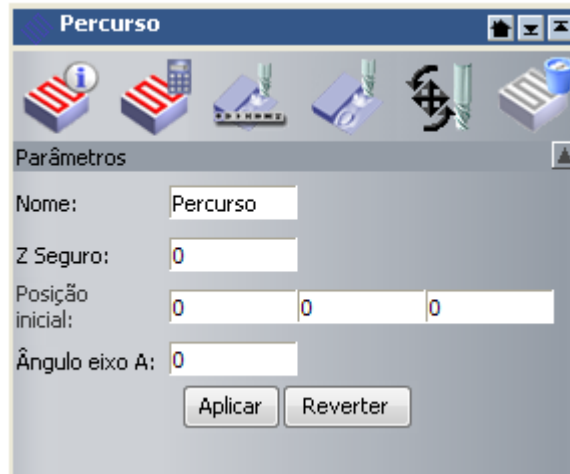 Percurso
Parâmetros
Nome: Percurso
Z Seguro: 0
Posição
inicial: 0 0 0
Ângulo eixo A: 0
Aplicar Reverter